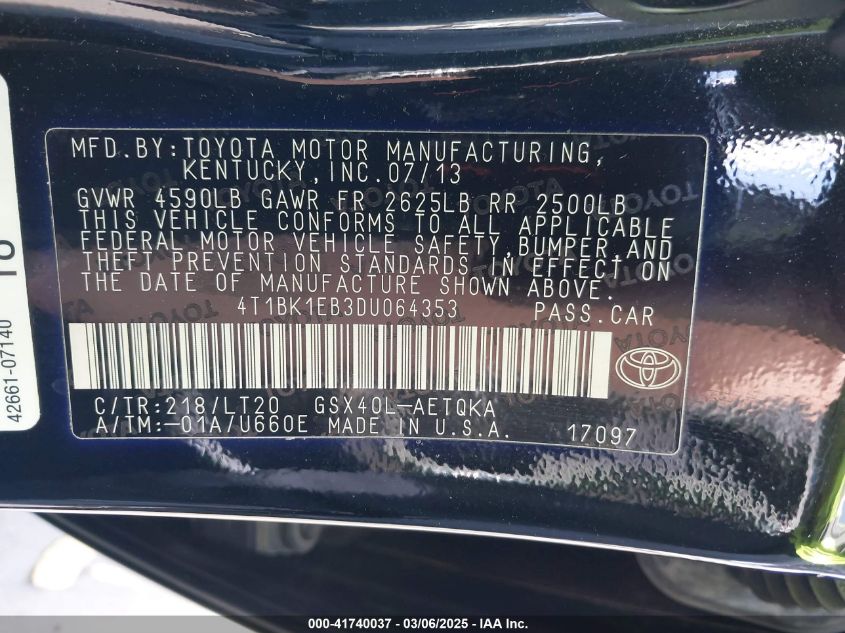 MFD.BY:TOYOTA MOTOR MANUFACTURING,
KENTUCKY,INC.07/13
GVWR 4590LB GAWR FR 2625LB RR 2500LB
THIS VEHICLE CONFORMS TO ALL APPLICABLE
FEDERAL MOTOR VEHICLE SAFETY,BUMPER,AND
THEFT PREVENTION STANDARDS IN EFFECT ON
THE DATE OF MANUFACTURE SHOWN ABOVE.
4T1BK1EB3DU064353 PASS.CAR
C/TR:218/LT20 GSX40L-AETQKA
A/TM:-01A/U660E MADE IN U.S.A. 17097
42661-07140
000-41740037 - 03/06/2025 - IAA Inc.